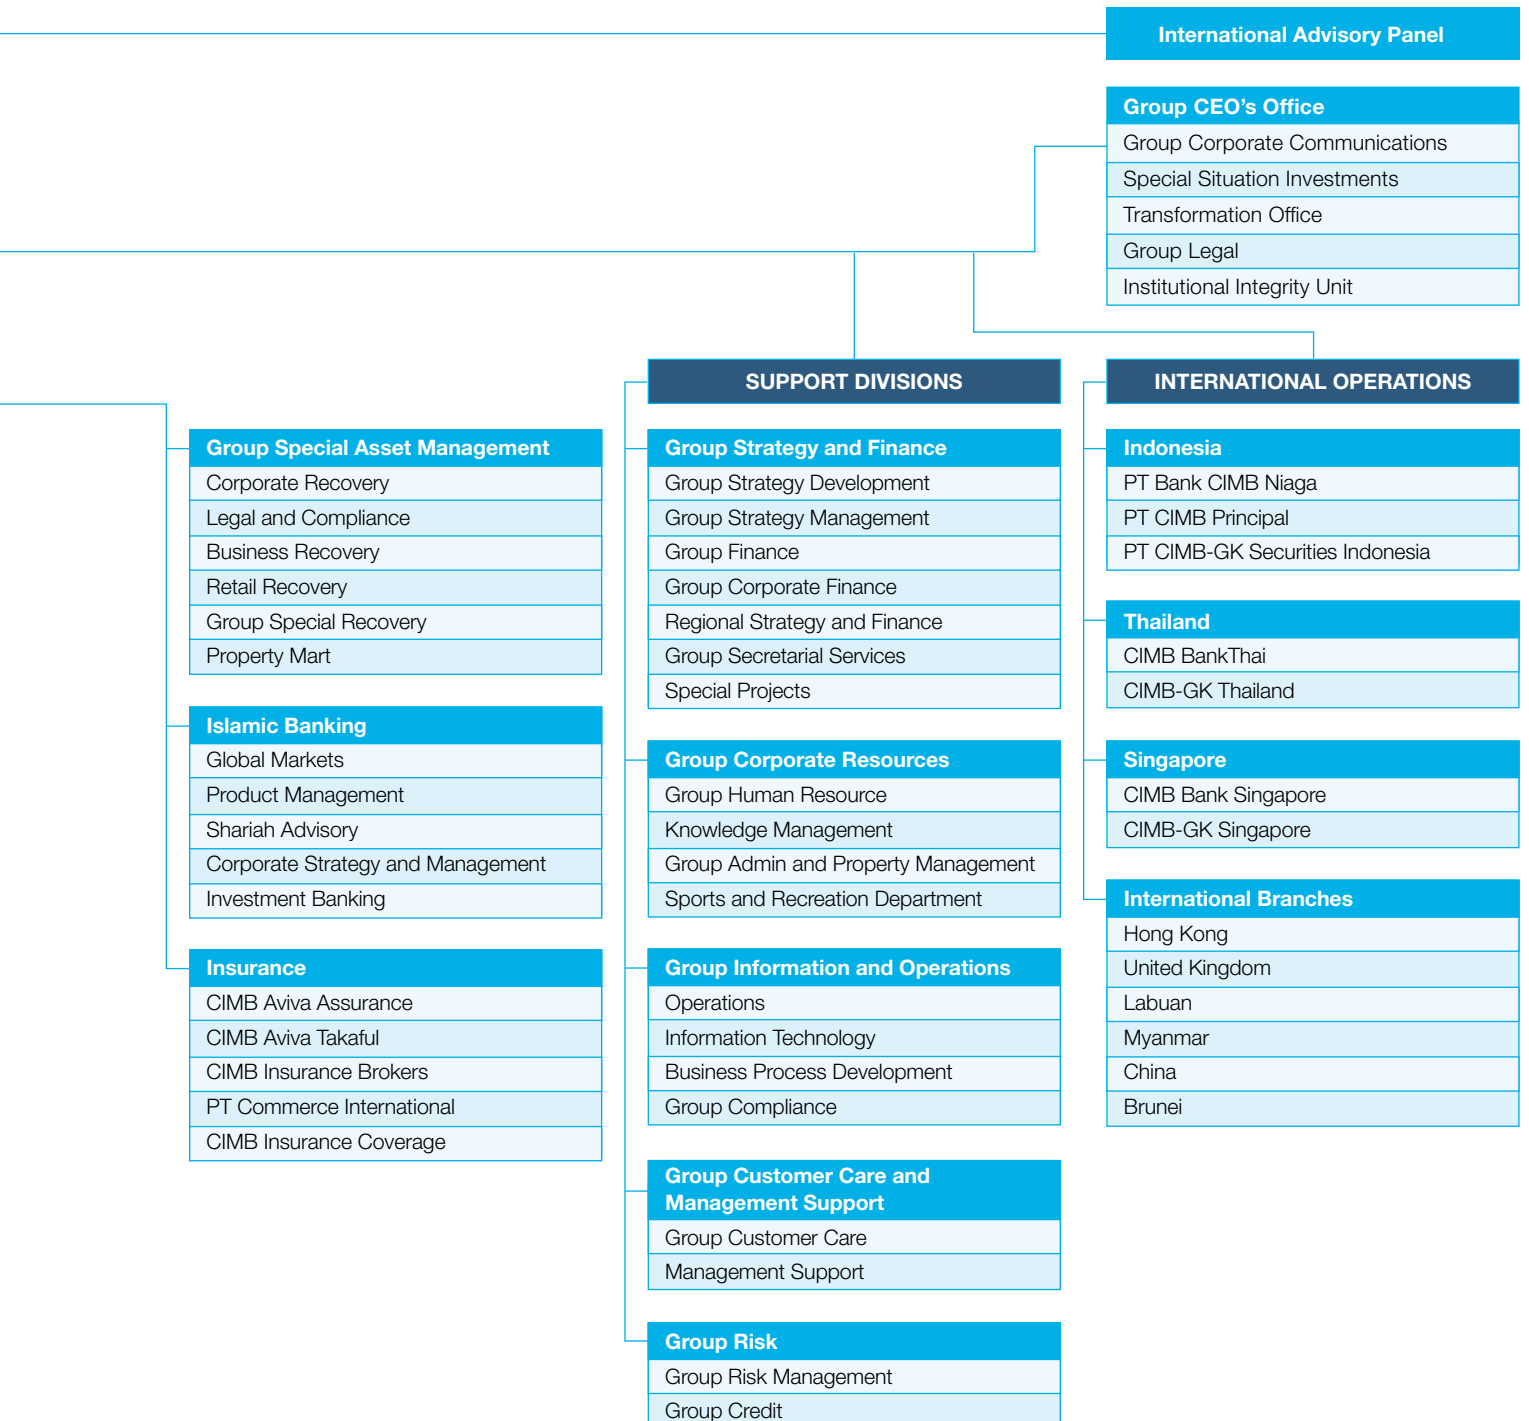 International Advisory Panel
Group CEO’s Office
Group Corporate Communications
Special Situation Investments
Transformation Office
Group Legal
Institutional Integrity Unit
Group Special Asset Management
Corporate Recovery
Legal and Compliance
Business Recovery
Retail Recovery
Group Special Recovery
Property Mart
Islamic Banking
Global Markets
Product Management
Shariah Advisory
Corporate Strategy and Management
Investment Banking
Insurance
CIMB Aviva Assurance
CIMB Aviva Takaful
CIMB Insurance Brokers
PT Commerce International
CIMB Insurance Coverage
SUPPORT DIVISIONS
Group Strategy and Finance
Group Strategy Development
Group Strategy Management
Group Finance
Group Corporate Finance
Regional Strategy and Finance
Group Secretarial Services
Special Projects
Group Corporate Resources
Group Human Resource
Knowledge Management
Group Admin and Property Management
Sports and Recreation Department
Group Information and Operations
Operations
Information Technology
Business Process Development
Group Compliance
Group Customer Care and
Management Support
Group Customer Care
Management Support
Group Risk
Group Risk Management
Group Credit
INTERNATIONAL OPERATIONS
Indonesia
PT Bank CIMB Niaga
PT CIMB Principal
PT CIMB-GK Securities Indonesia
Thailand
CIMB BankThai
CIMB-GK Thailand
Singapore
CIMB Bank Singapore
CIMB-GK Singapore
International Branches
Hong Kong
United Kingdom
Labuan
Myanmar
China
Brunei